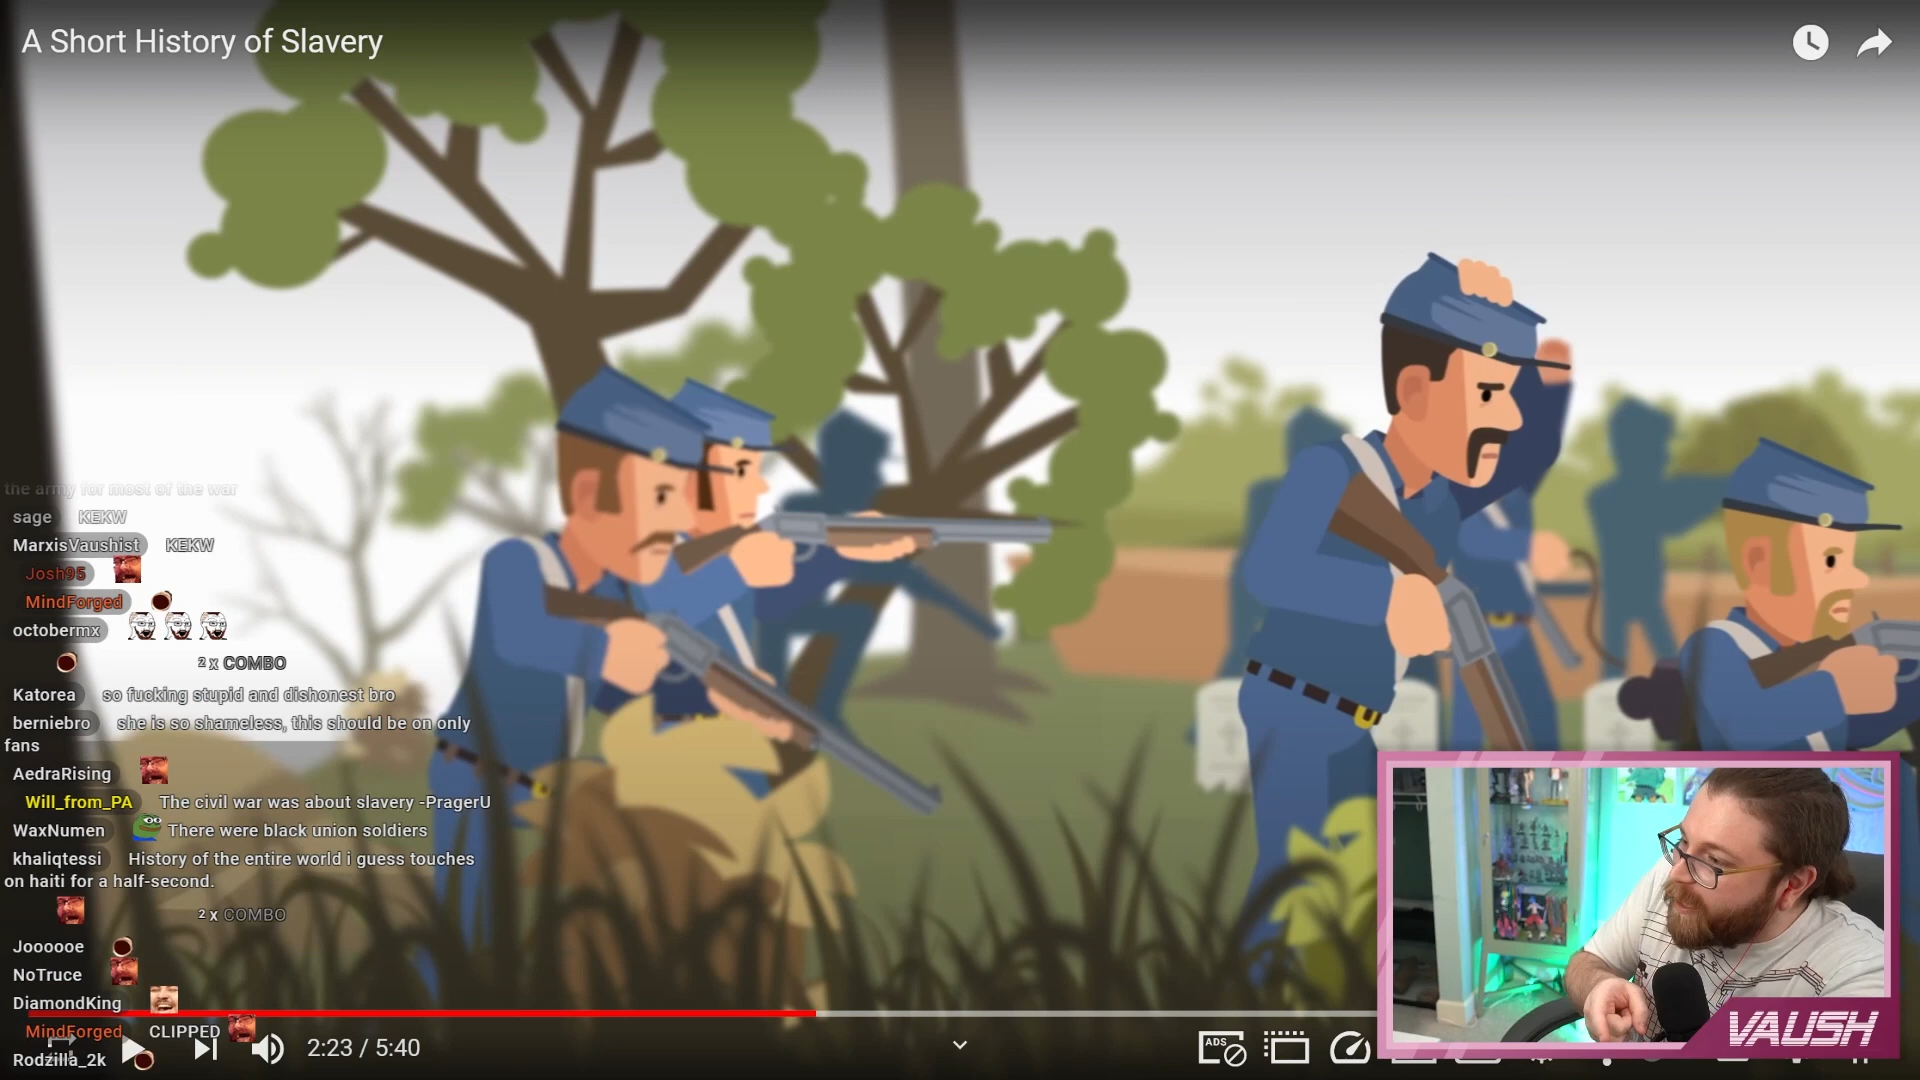 A Short History of Slavery
the army for most of the war
sage KEKW
MarxisVaushist KEKW
Josh95
MindForged
octobermx
2 x COMBO
Katorea so fucking stupid and dishonest bro
berniebro she is so shameless, this should be on only
fans
AedraRising
Will_from_PA The civil war was about slavery -PragerU
WaxNumen There were black union soldiers
khaliqtessi History of the entire world i guess touches
on haiti for a half-second.
2 x COMBO
Joooooe
NoTruce
DiamondKing
MindForged CLIPPED
Rodzilla_2k
2:23 / 5:40
ADS
VAUSH